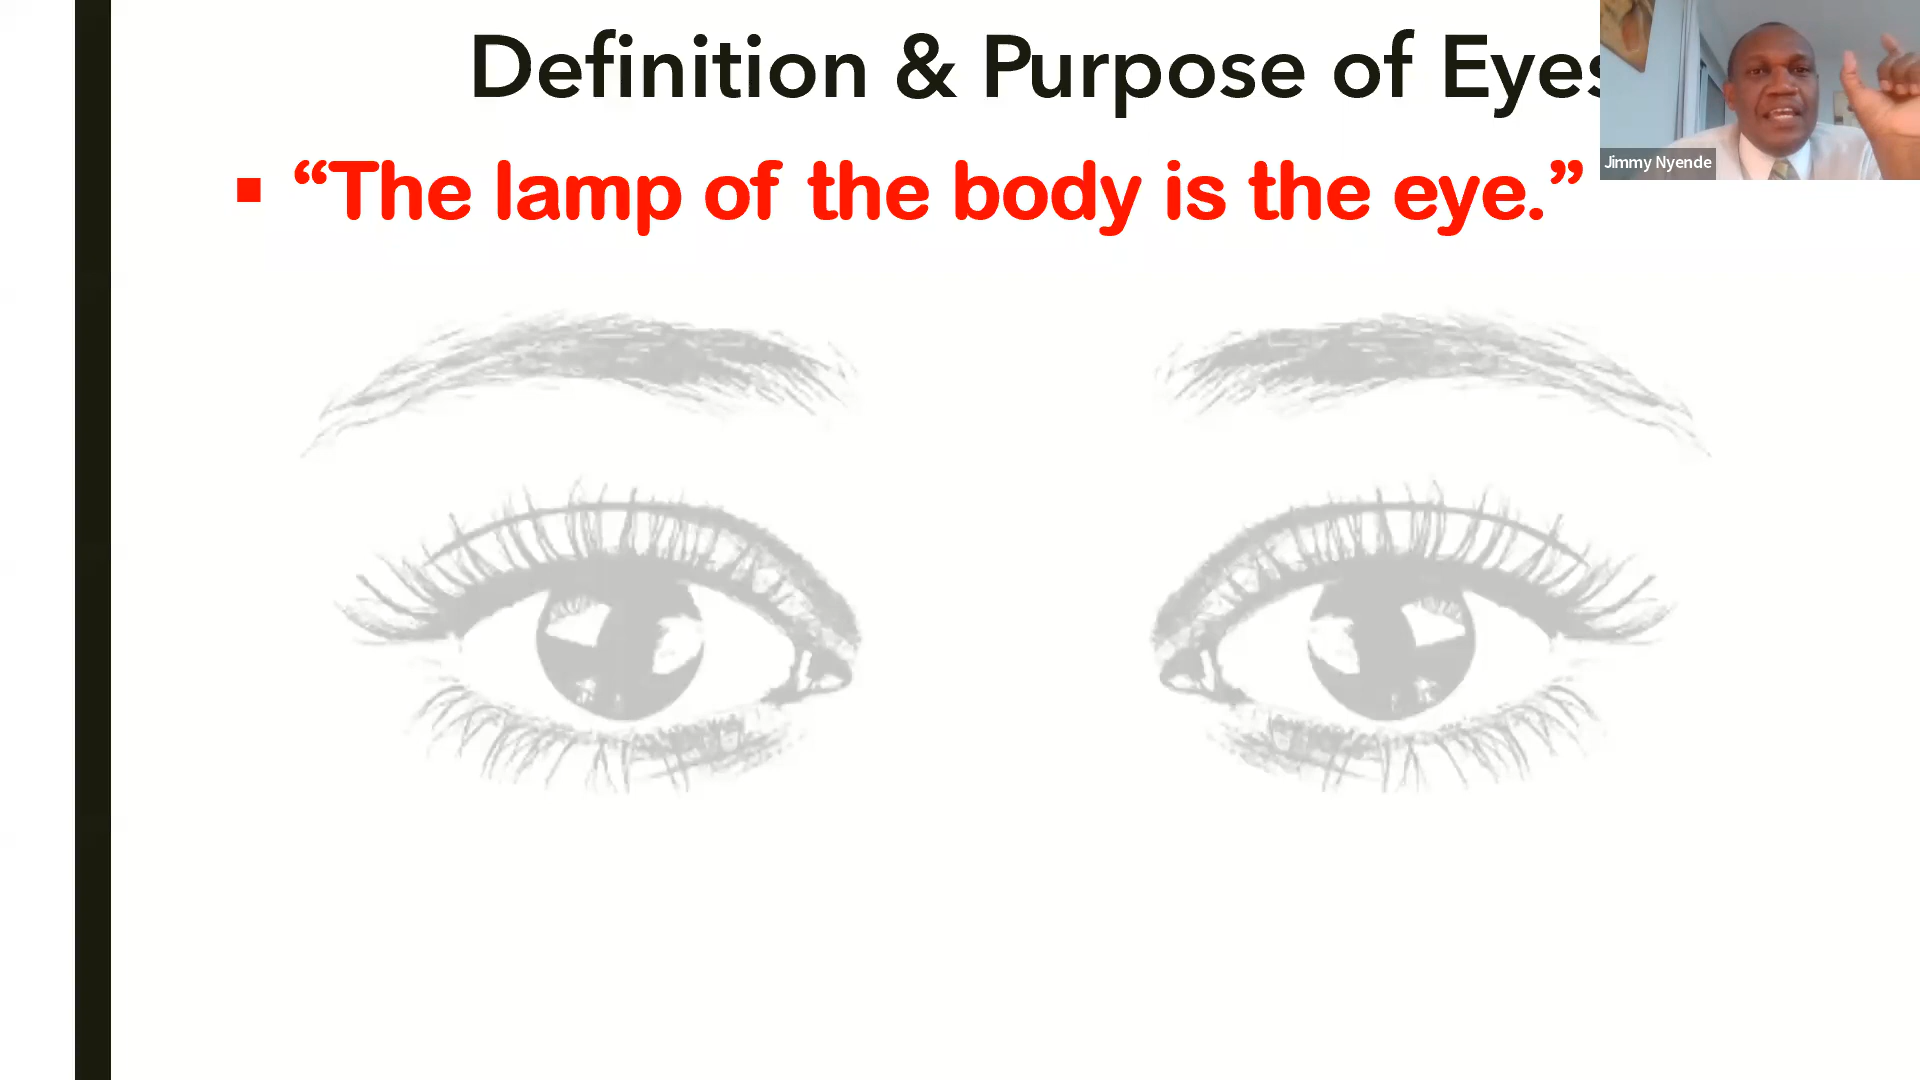 Definition & Purpose of Eyes
“The lamp of the body is the eye.”
Jimmy Nyende